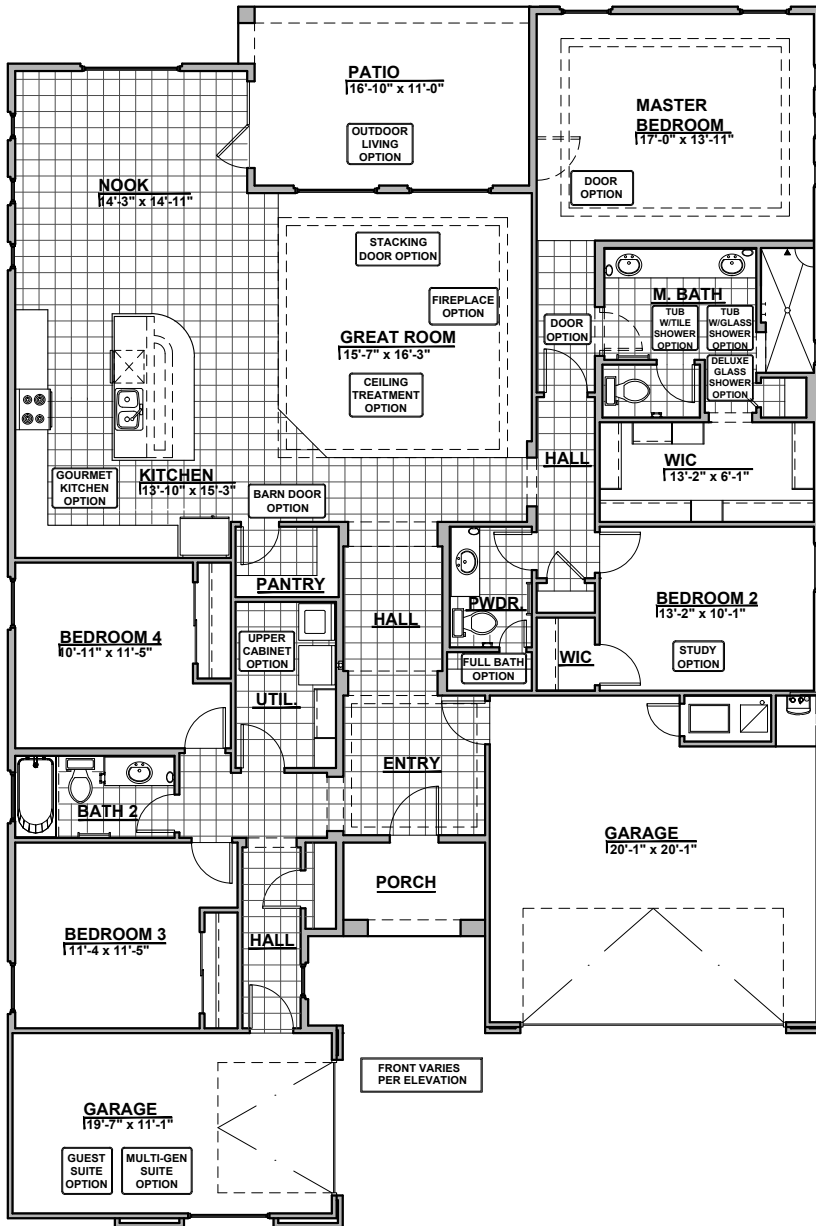 PATIO
16'-10" x 11'-0"
OUTDOOR
LIVING
OPTION
MASTER
BEDROOM
17'-0" x 13'-11"
DOOR
OPTION
NOOK
14'-3" x 14'-11"
STACKING
DOOR OPTION
FIREPLACE
OPTION
GREAT ROOM
15'-7" x 16'-3"
CEILING
TREATMENT
OPTION
DOOR
OPTION
M. BATH
TUB
W/TILE
SHOWER
OPTION
TUB
W/GLASS
SHOWER
OPTION
DELUXE
GLASS
SHOWER
OPTION
KITCHEN
13'-10" x 15'-3"
GOURMET
KITCHEN
OPTION
BARN DOOR
OPTION
HALL
WIC
13'-2" x 6'-1"
PANTRY
BEDROOM 4
10'-11" x 11'-5"
UPPER
CABINET
OPTION
UTIL.
HALL
PWDR.
FULL BATH
OPTION
WIC
BEDROOM 2
13'-2" x 10'-1"
STUDY
OPTION
ENTRY
BATH 2
GARAGE
20'-1" x 20'-1"
PORCH
BEDROOM 3
11'-4 x 11'-5"
HALL
FRONT VARIES
PER ELEVATION
GARAGE
19'-7" x 11'-1"
GUEST
SUITE
OPTION
MULTI-GEN
SUITE
OPTION